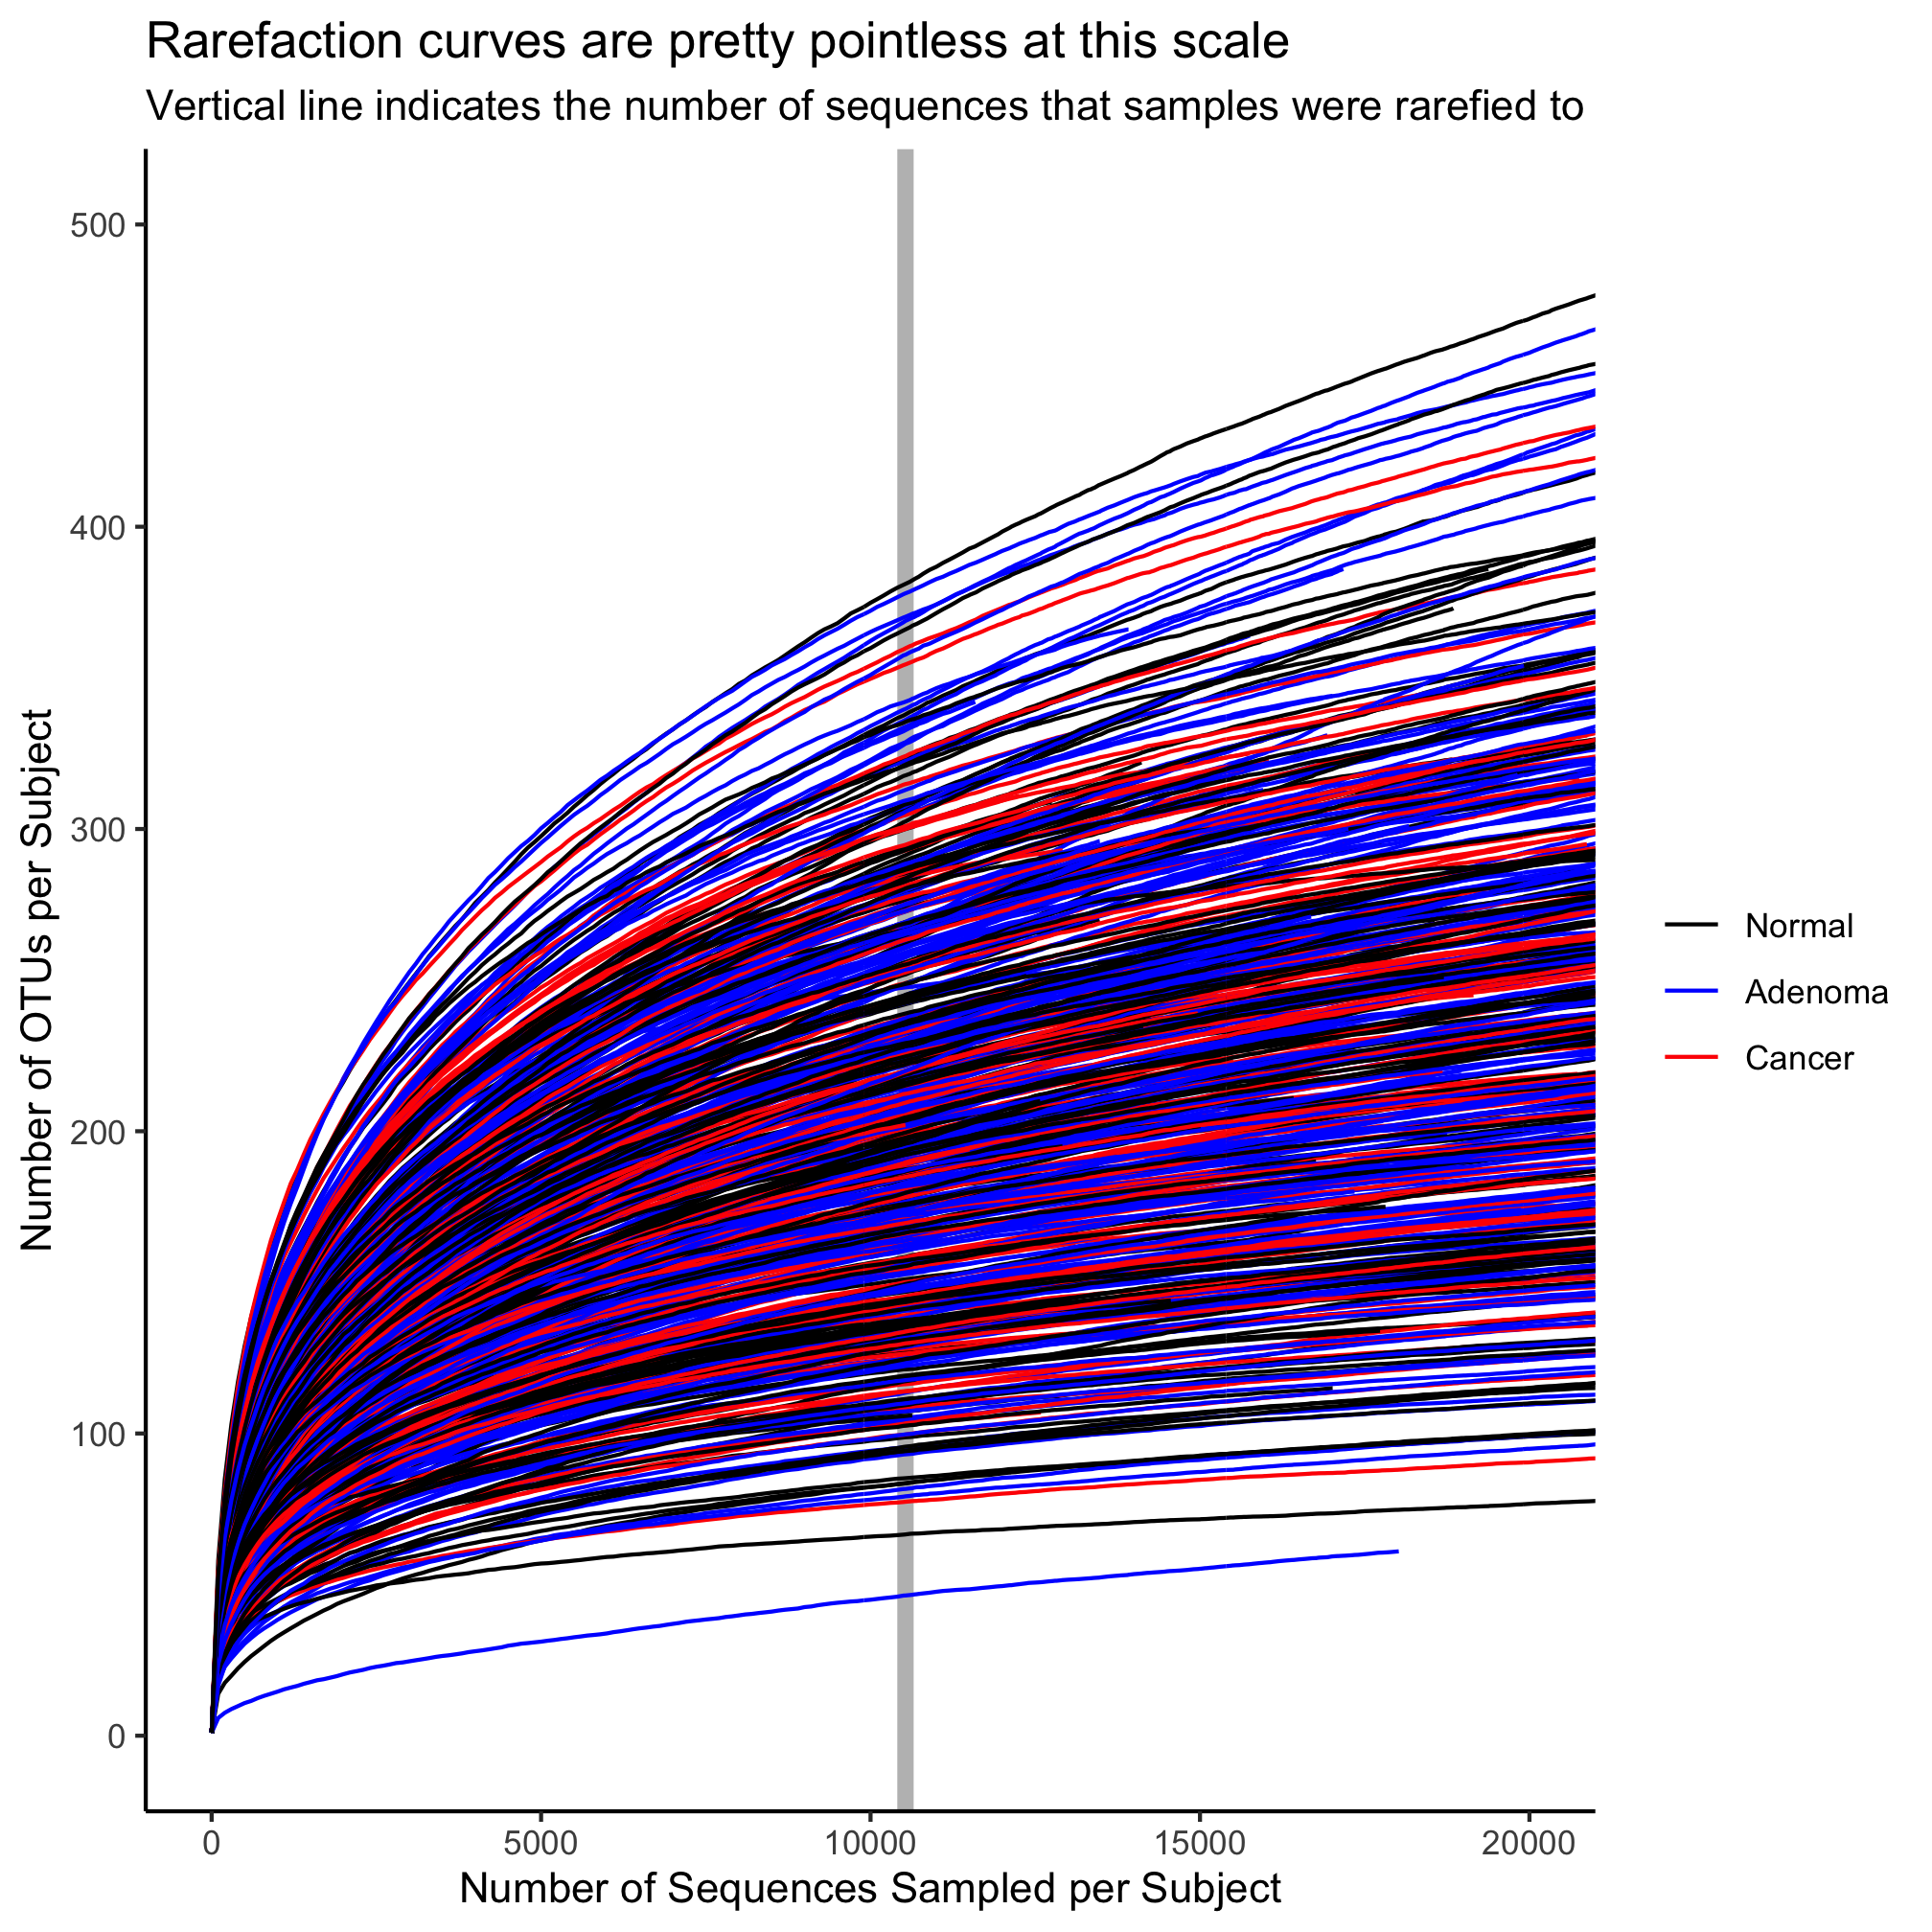 Rarefaction curves are pretty pointless at this scale
Vertical line indicates the number of sequences that samples were rarefied to
500
400
300
200
100
0
Number of OTUs per Subject
0 5000 10000 15000 20000
Number of Sequences Sampled per Subject
Normal
Adenoma
Cancer